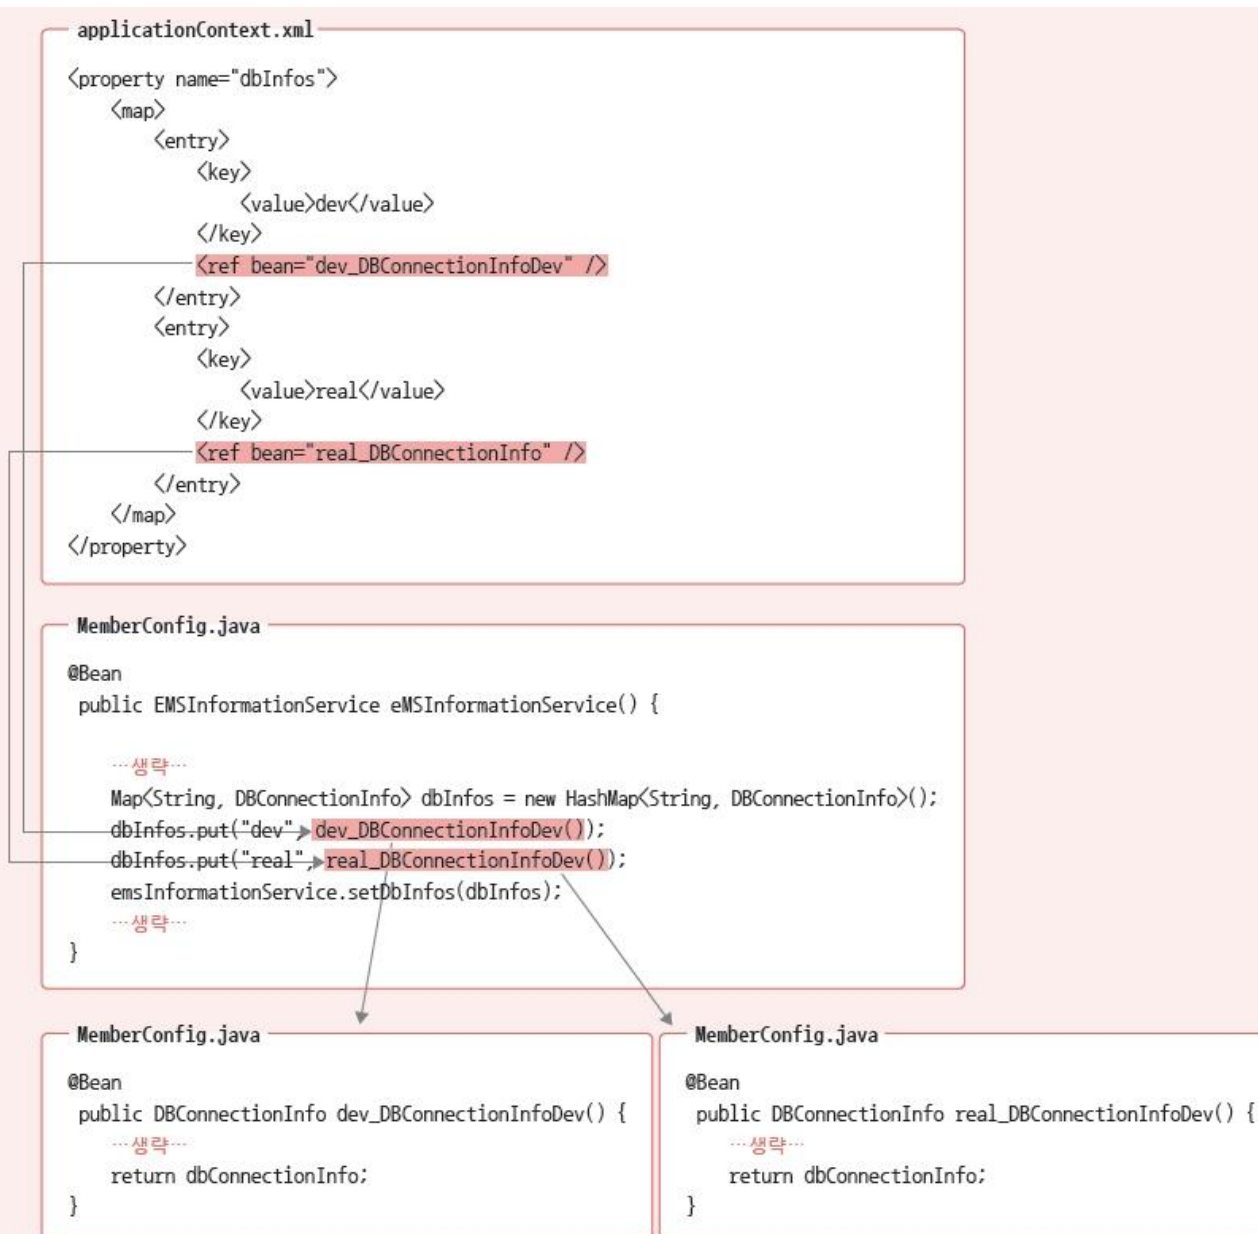 applicationContext.xml
<property name="dbInfos">
<map>
<entry>
<key>
<value>dev</value>
</key>
<ref bean="dev_DBConnectionInfoDev" />
</entry>
<entry>
<key>
<value>real</value>
</key>
<ref bean="real_DBConnectionInfo" />
</entry>
</map>
</property>
MemberConfig.java
@Bean
public EMSInformationService eMSInformationService() {
…생략…
Map<String, DBConnectionInfo> dbInfos = new HashMap<String, DBConnectionInfo>();
dbInfos.put("dev", dev_DBConnectionInfoDev());
dbInfos.put("real", real_DBConnectionInfoDev());
emsInformationService.setDbInfos(dbInfos);
…생략…
}
MemberConfig.java
@Bean
public DBConnectionInfo dev_DBConnectionInfoDev() {
…생략…
return dbConnectionInfo;
}
MemberConfig.java
@Bean
public DBConnectionInfo real_DBConnectionInfoDev() {
…생략…
return dbConnectionInfo;
}